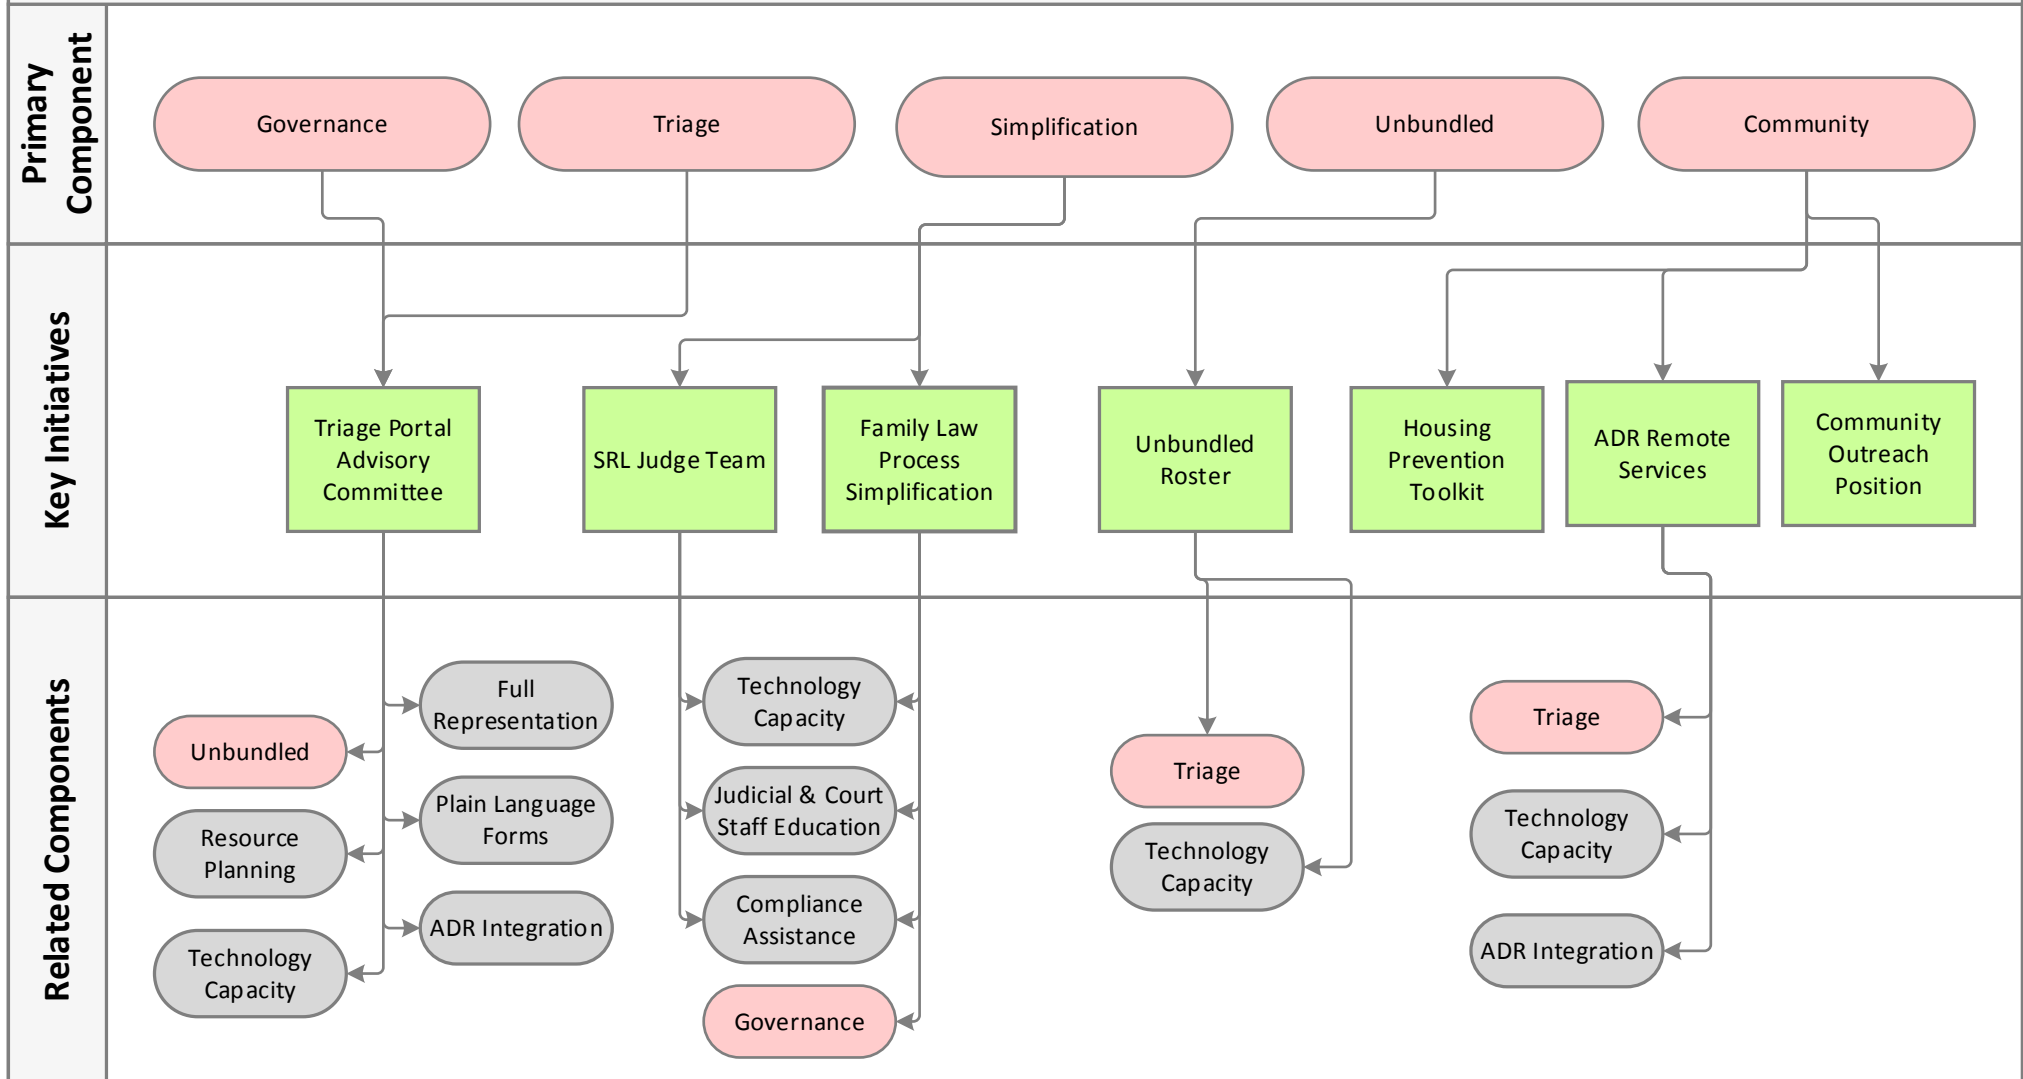 Primary
Component
Governance
Triage
Simplification
Unbundled
Community
Key Initiatives
Triage Portal
Advisory
Committee
SRL Judge Team
Family Law
Process
Simplification
Unbundled
Roster
Housing
Prevention
Toolkit
ADR Remote
Services
Community
Outreach
Position
Related Components
Unbundled
Resource
Planning
Technology
Capacity
Full
Representation
Plain Language
Forms
ADR Integration
Technology
Capacity
Judicial & Court
Staff Education
Compliance
Assistance
Governance
Triage
Technology
Capacity
Triage
Technology
Capacity
ADR Integration